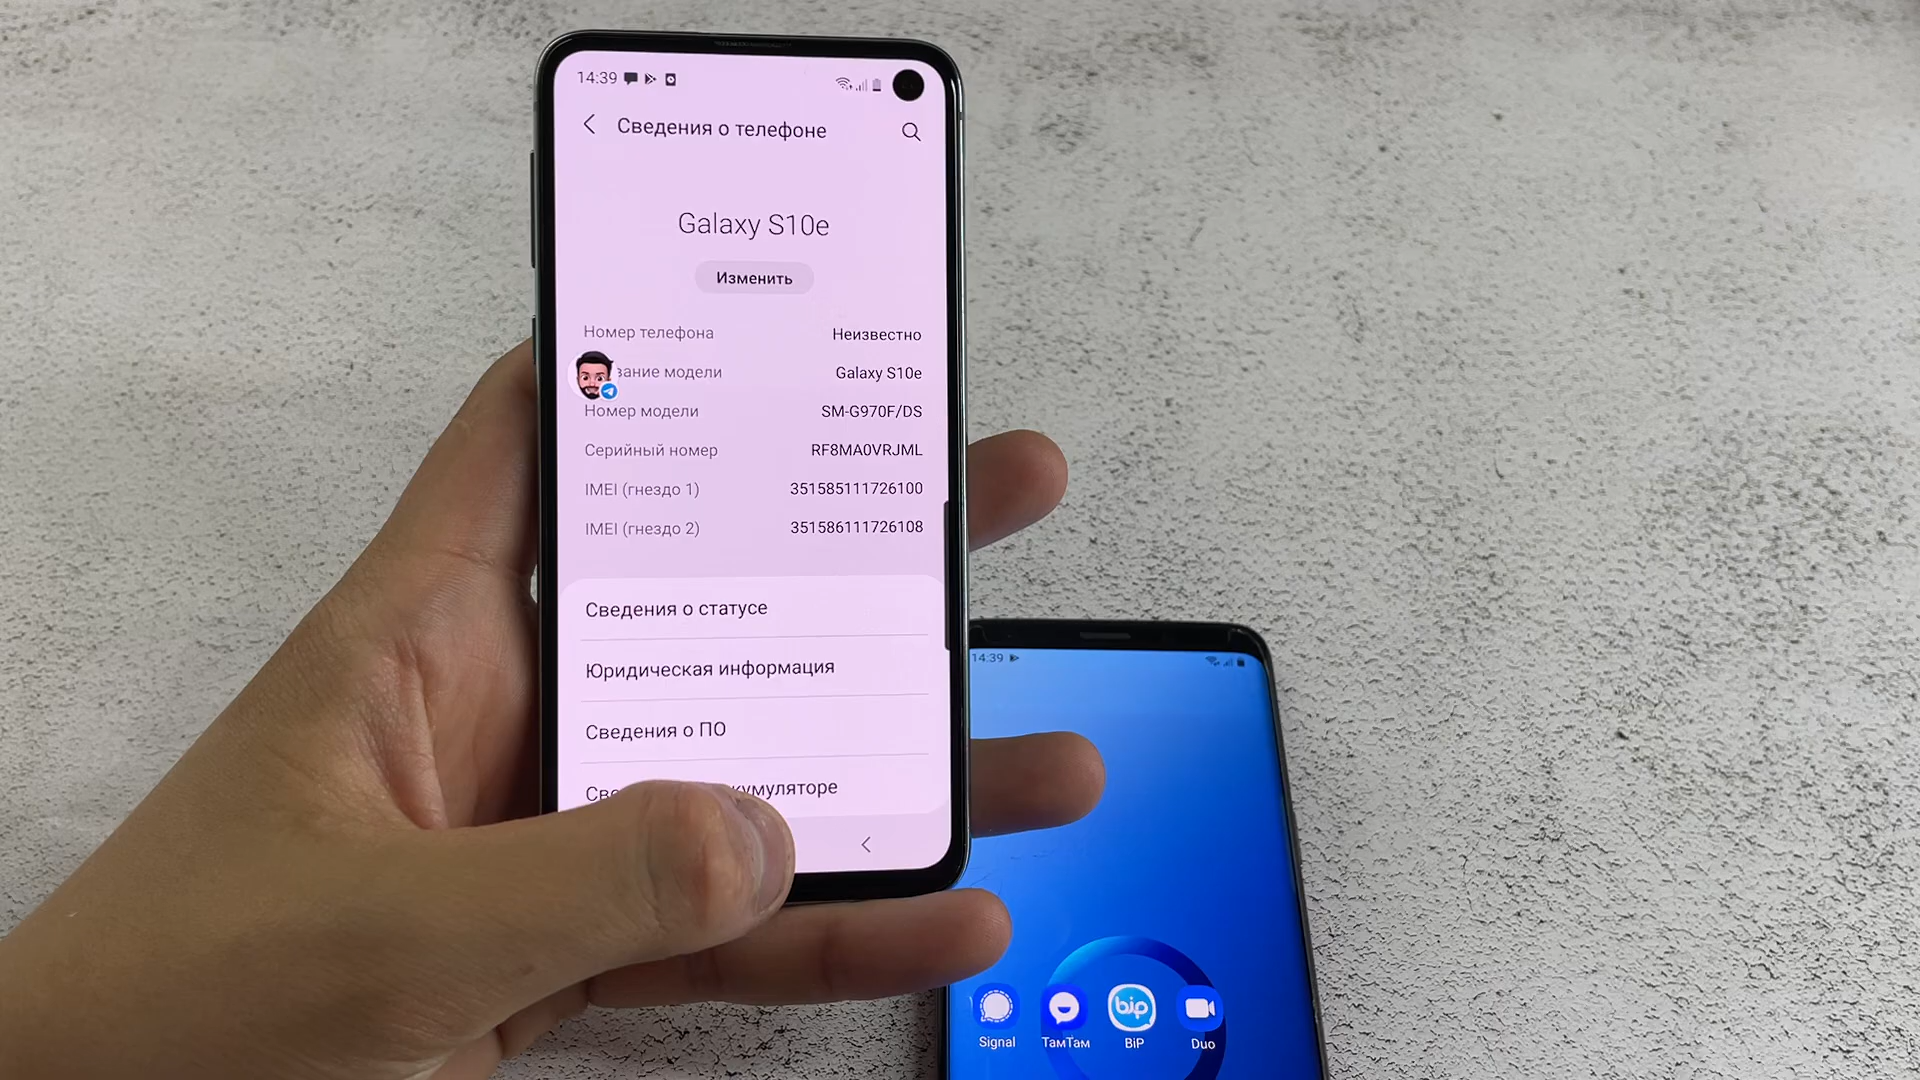 14:39
Сведения о телефоне
Galaxy S10e
Изменить
Номер телефона Неизвестно
вание модели Galaxy S10e
Номер модели SM-G970F/DS
Серийный номер RF8MA0VRJML
IMEI (гнездо 1) 351585111726100
IMEI (гнездо 2) 351586111726108
Сведения о статусе
Юридическая информация
Сведения о ПО
Све кумуляторе
14:39
bip
Signal ТамТам BiP Duo